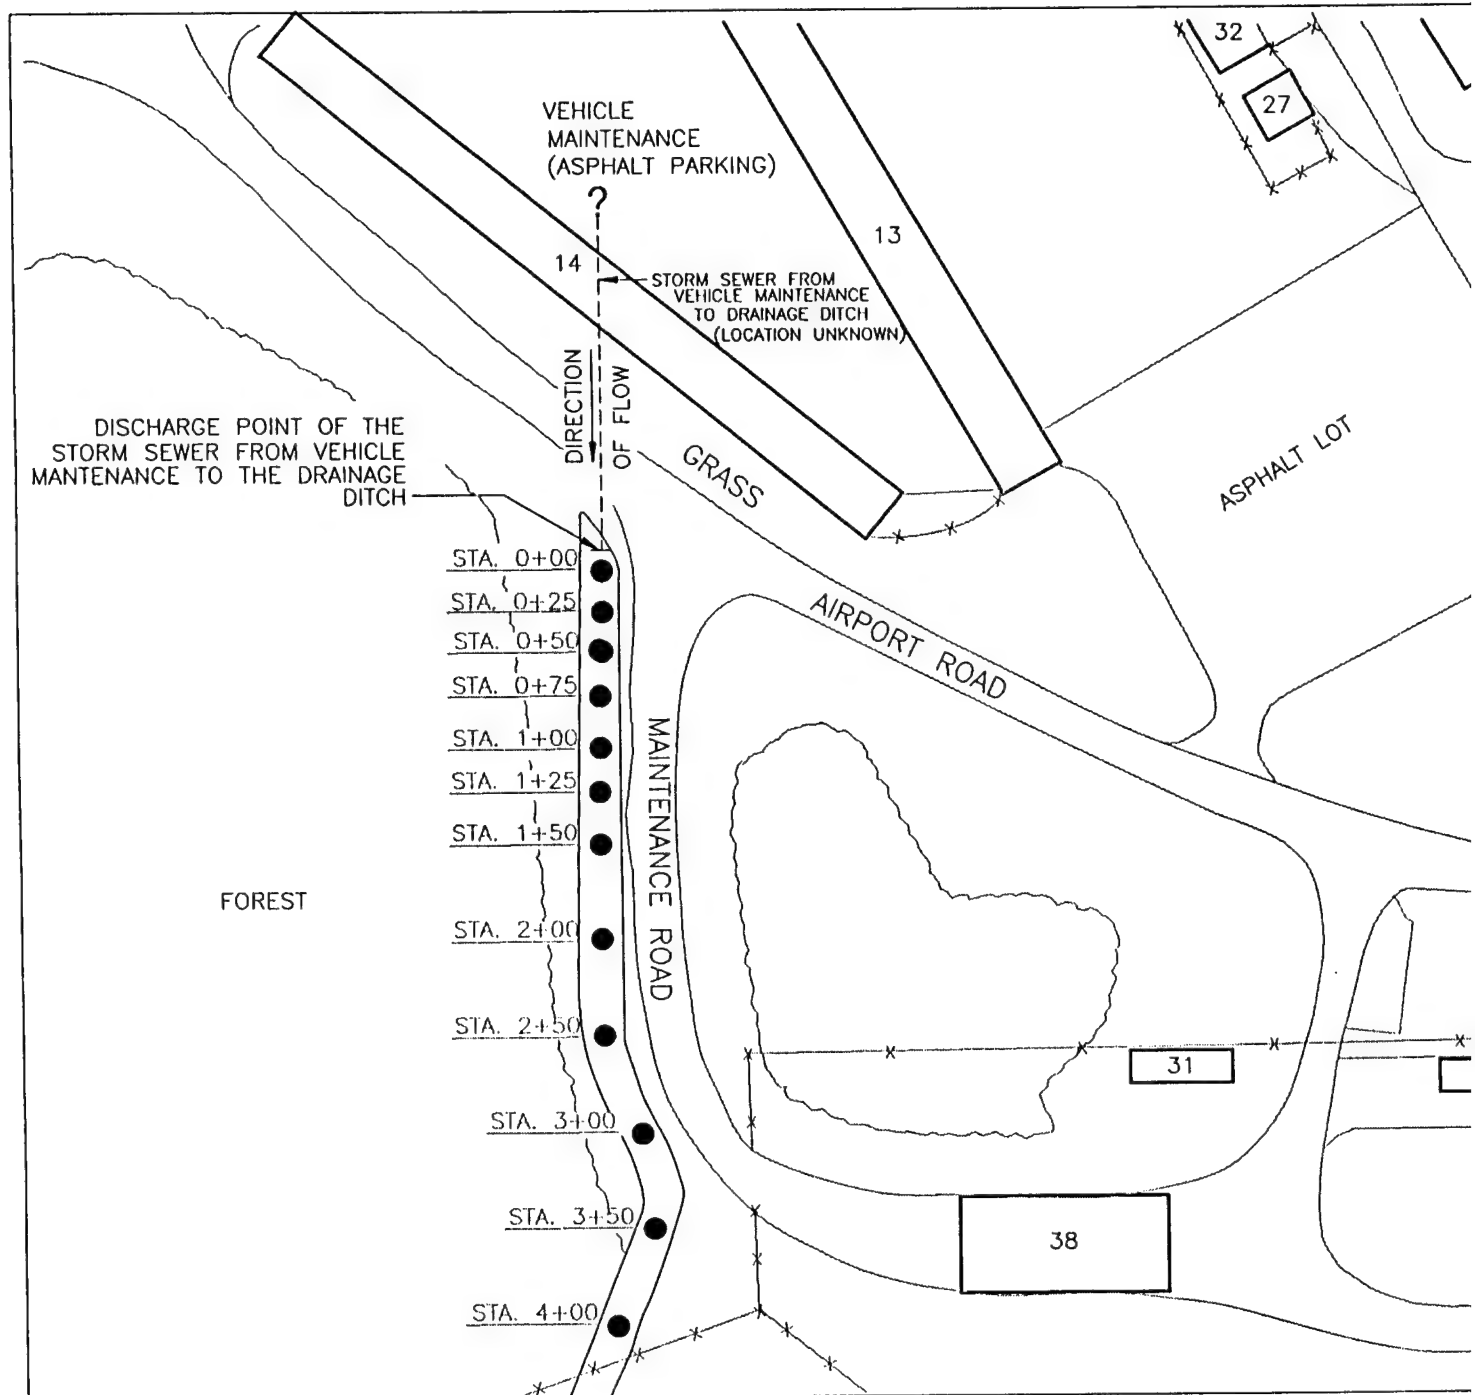 32
27
VEHICLE
MAINTENANCE
(ASPHALT PARKING)
?
13
14
STORM SEWER FROM
VEHICLE MAINTENANCE
TO DRAINAGE DITCH
(LOCATION UNKNOWN)
DIRECTION
OF FLOW
DISCHARGE POINT OF THE
STORM SEWER FROM VEHICLE
MANTENANCE TO THE DRAINAGE
DITCH
GRASS
ASPHALT LOT
STA. 0+00
STA. 0+25
STA. 0+50
STA. 0+75
STA. 1+00
STA. 1+25
STA. 1+50
STA. 2+00
STA. 2+50
STA. 3+00
STA. 3+50
STA. 4+00
AIRPORT ROAD
MAINTENANCE ROAD
FOREST
31
38